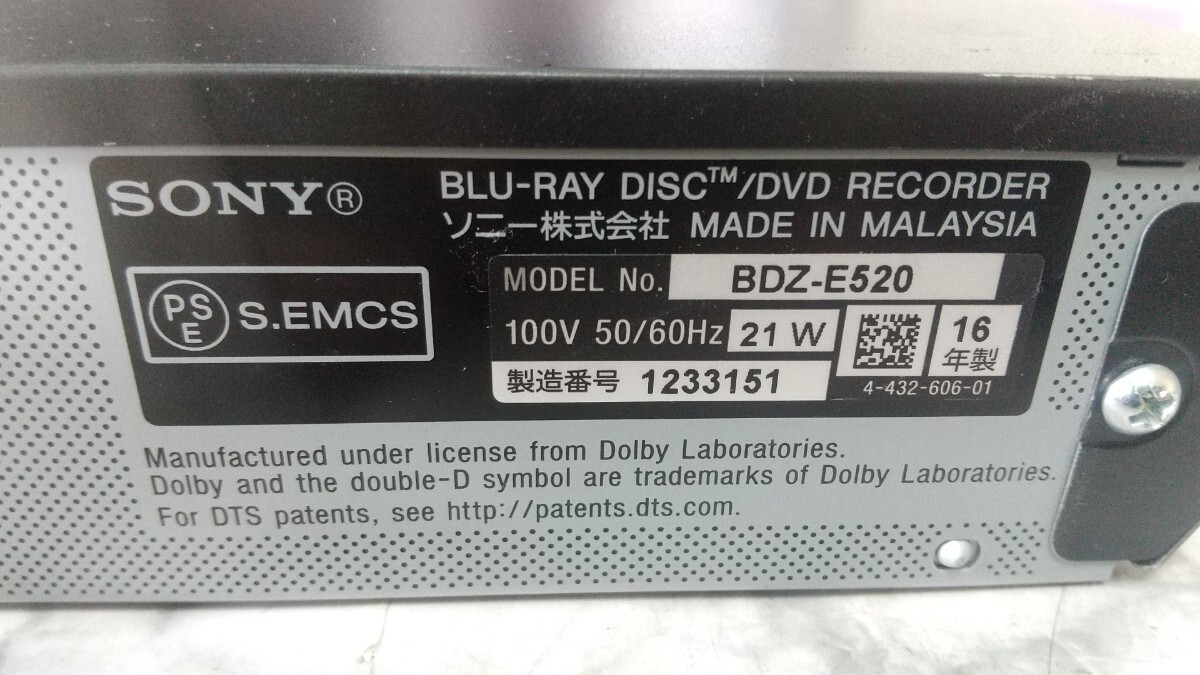 SONY®
BLU-RAY DISC™/DVD RECORDER
ソニー株式会社 MADE IN MALAYSIA
PS
E
S.EMCS
MODEL No. BDZ-E520
100V 50/60Hz 21 W
16
年製
製造番号 1233151
4-432-606-01
Manufactured under license from Dolby Laboratories.
Dolby and the double-D symbol are trademarks of Dolby Laboratories.
For DTS patents, see http://patents.dts.com.